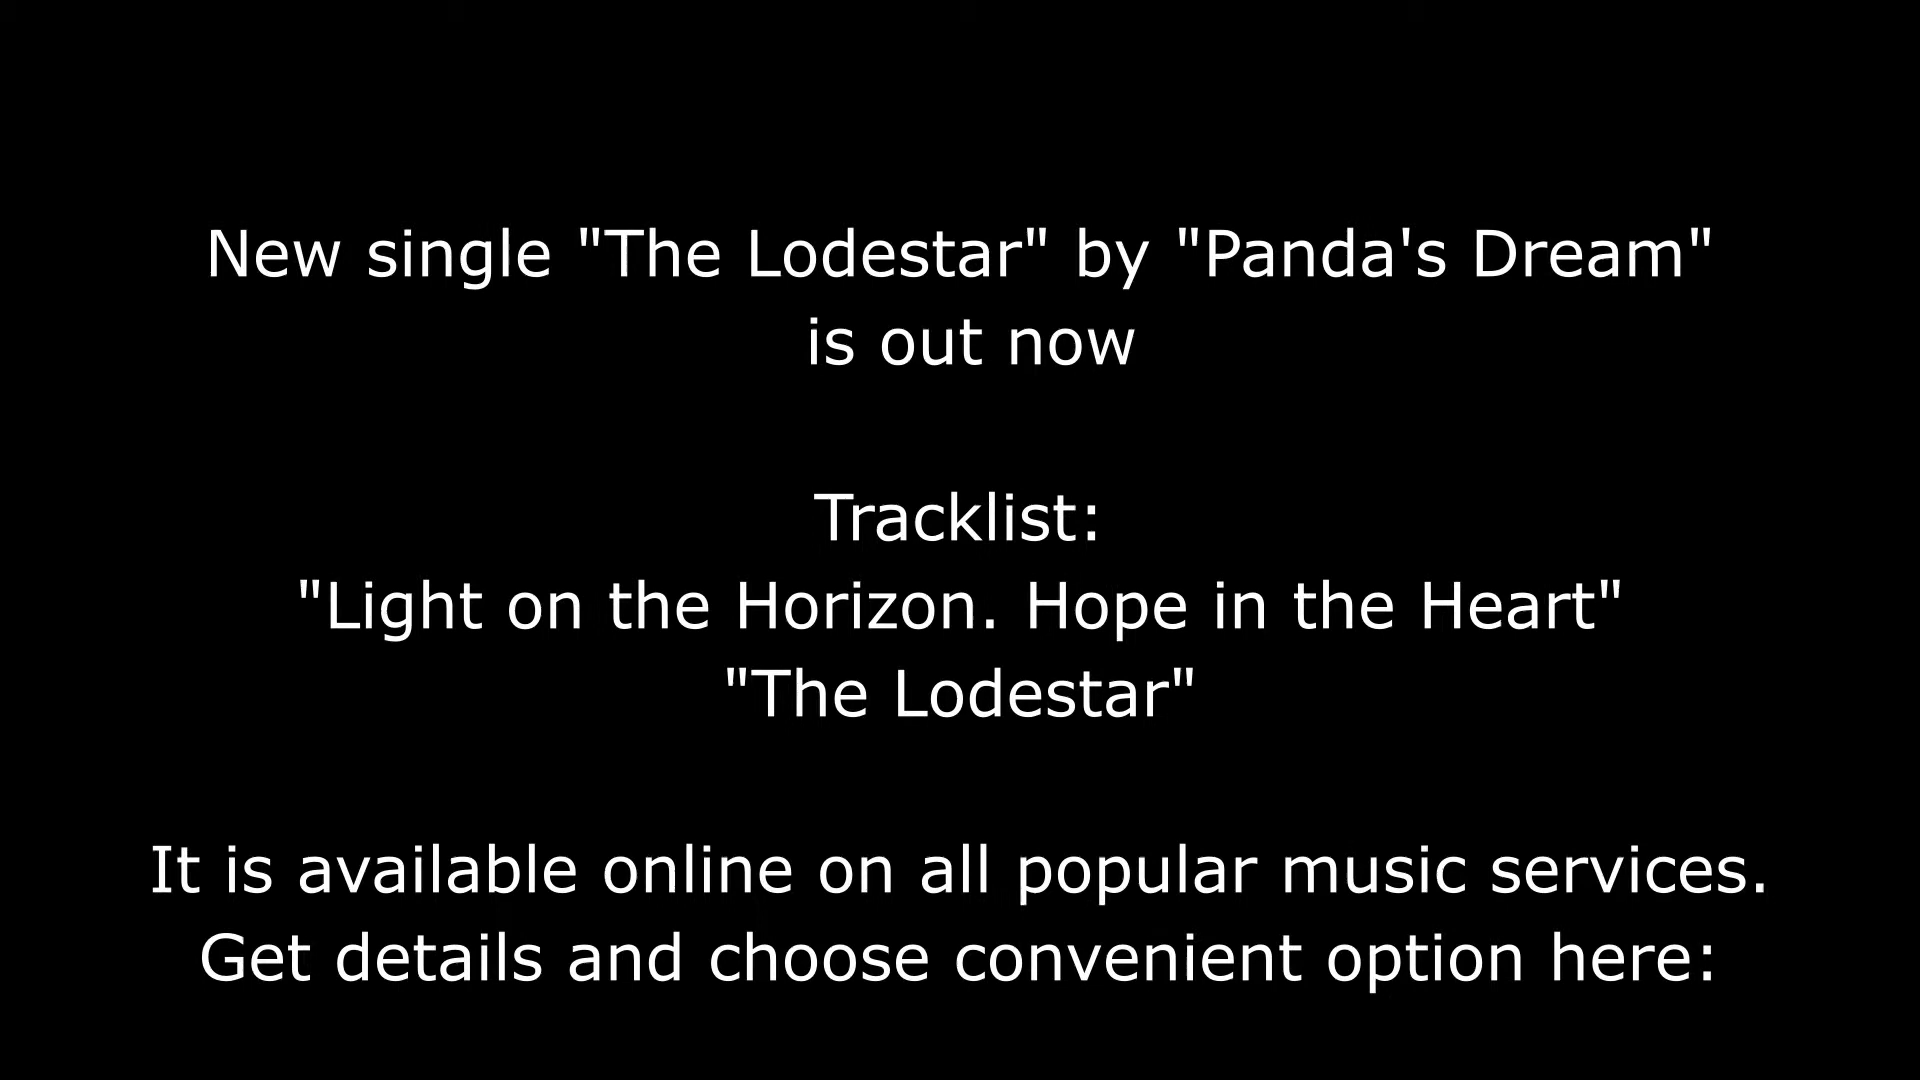 New single "The Lodestar" by "Panda's Dream"
is out now
Tracklist:
"Light on the Horizon. Hope in the Heart"
"The Lodestar"
It is available online on all popular music services.
Get details and choose convenient option here: